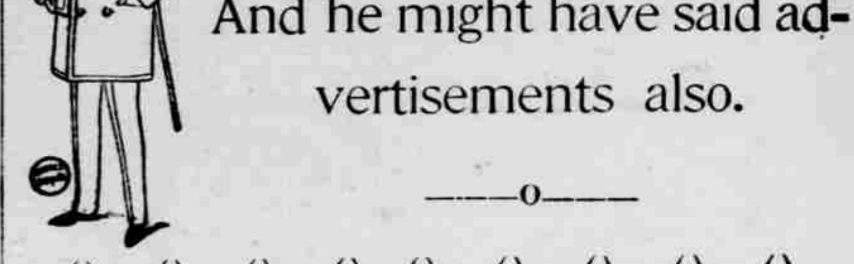 And he might have said ad-
vertisements also.
———o———